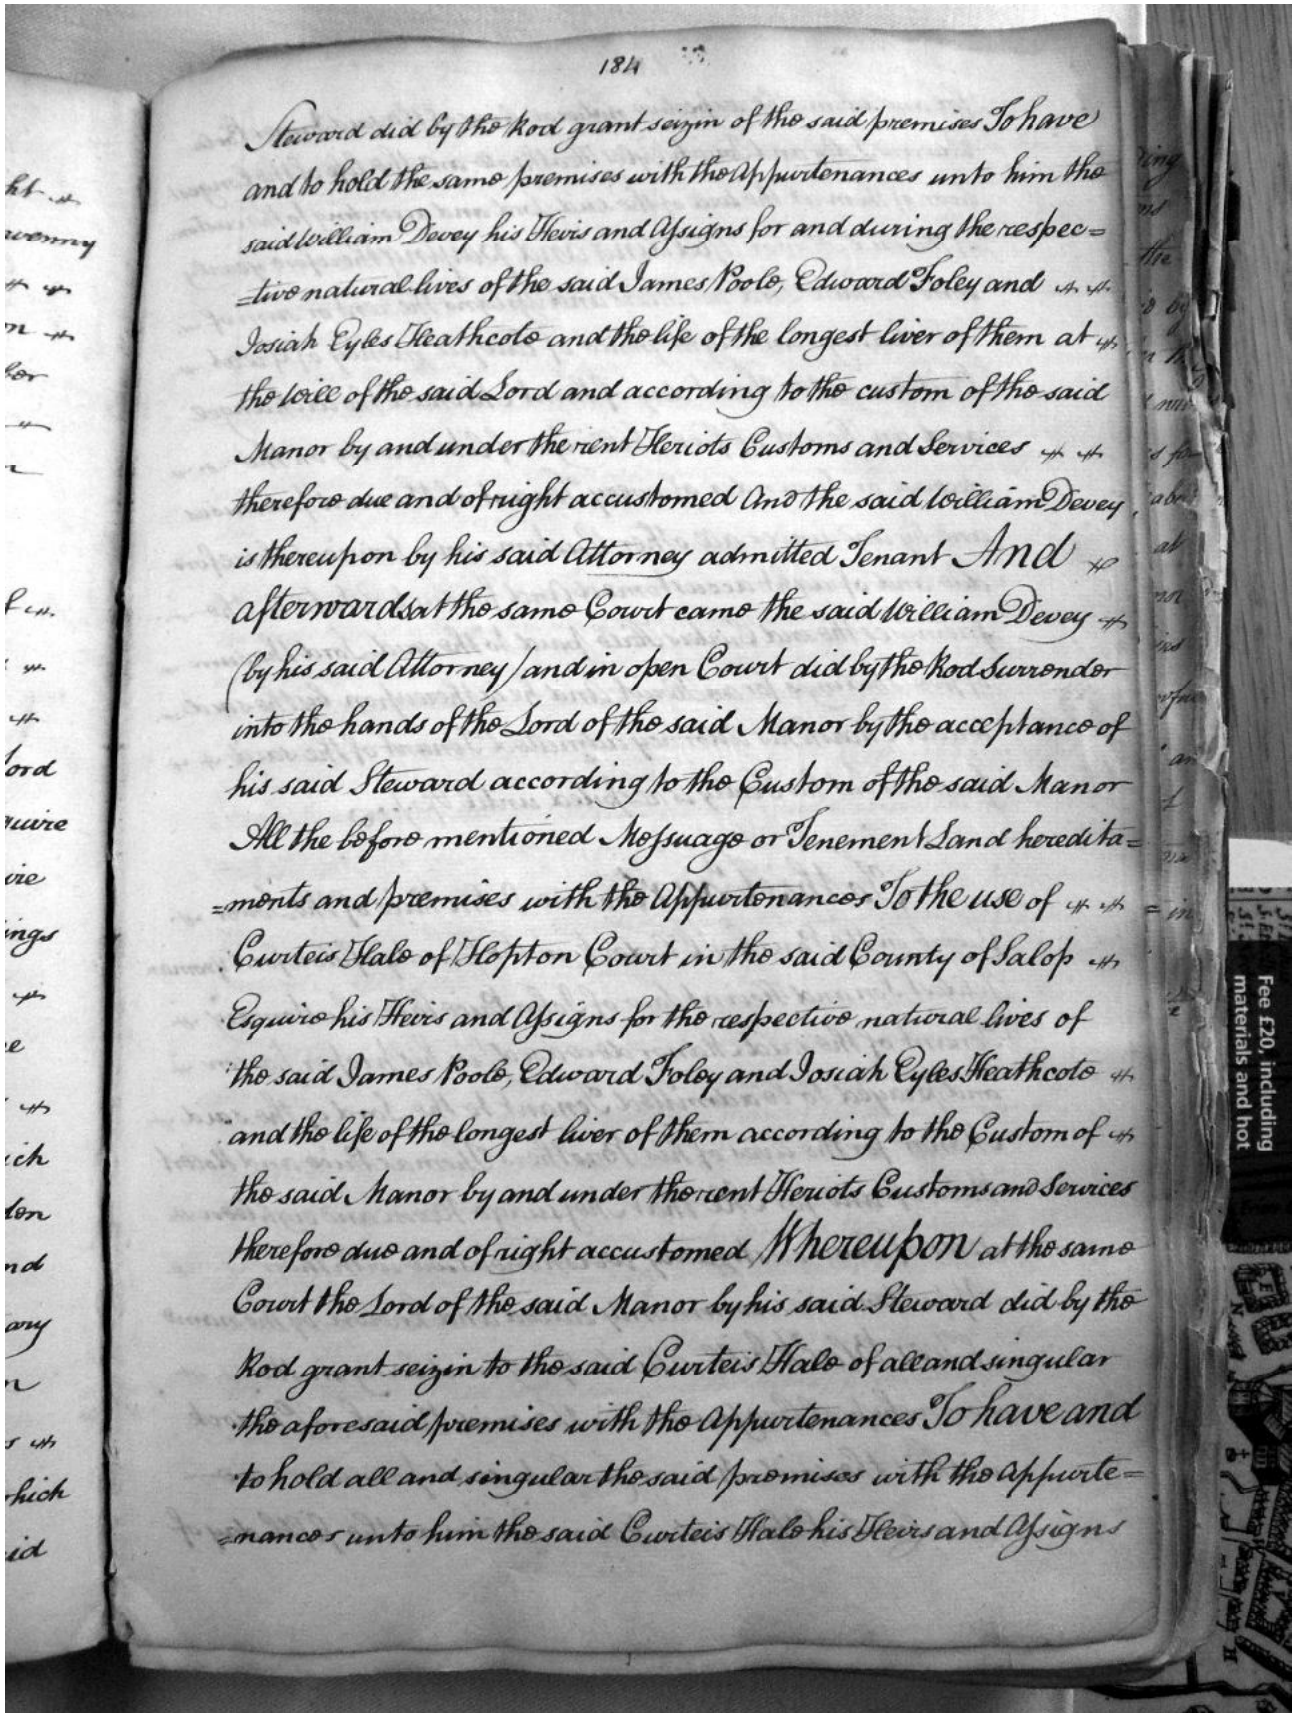 184
Steward did by the Rod grant seizin of the said premises To have
and to hold the same premises with the Appurtenances unto him the
said William Devey his Heirs and Assigns for and during the respec=
=tive natural lives of the said James Poole, Edward Foley and
Josiah Eyles Heathcote and the life of the longest liver of them at
the Will of the said Lord and according to the custom of the said
Manor by and under the rent Heriots Customs and Services
therefore due and of right accustomed And the said William Devey
is thereupon by his said Attorney admitted Tenant And
afterwards at the same Court came the said William Devey
(by his said Attorney) and in open Court did by the Rod Surrender
into the hands of the Lord of the said Manor by the acceptance of
his said Steward according to the Custom of the said Manor
All the before mentioned Messuage or Tenement Land heredita=
=ments and premises with the Appurtenances To the use of
Curteis Hale of Hopton Court in the said County of Salop
Esquire his Heirs and Assigns for the respective natural lives of
the said James Poole, Edward Foley and Josiah Eyles Heathcote
and the life of the longest liver of them according to the Custom of
the said Manor by and under the rent Heriots Customs and Services
therefore due and of right accustomed Whereupon at the same
Court the Lord of the said Manor by his said Steward did by the
Rod grant seizin to the said Curteis Hale of all and singular
the aforesaid premises with the Appurtenances To have and
to hold all and singular the said premises with the Appurte=
=nances unto him the said Curteis Hale his Heirs and Assigns
Fee £20, including
materials and hot